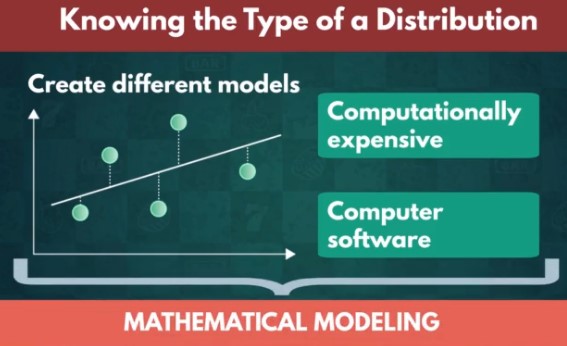 Knowing the Type of a Distribution
Create different models
Computationally
expensive
Computer
software
MATHEMATICAL MODELING